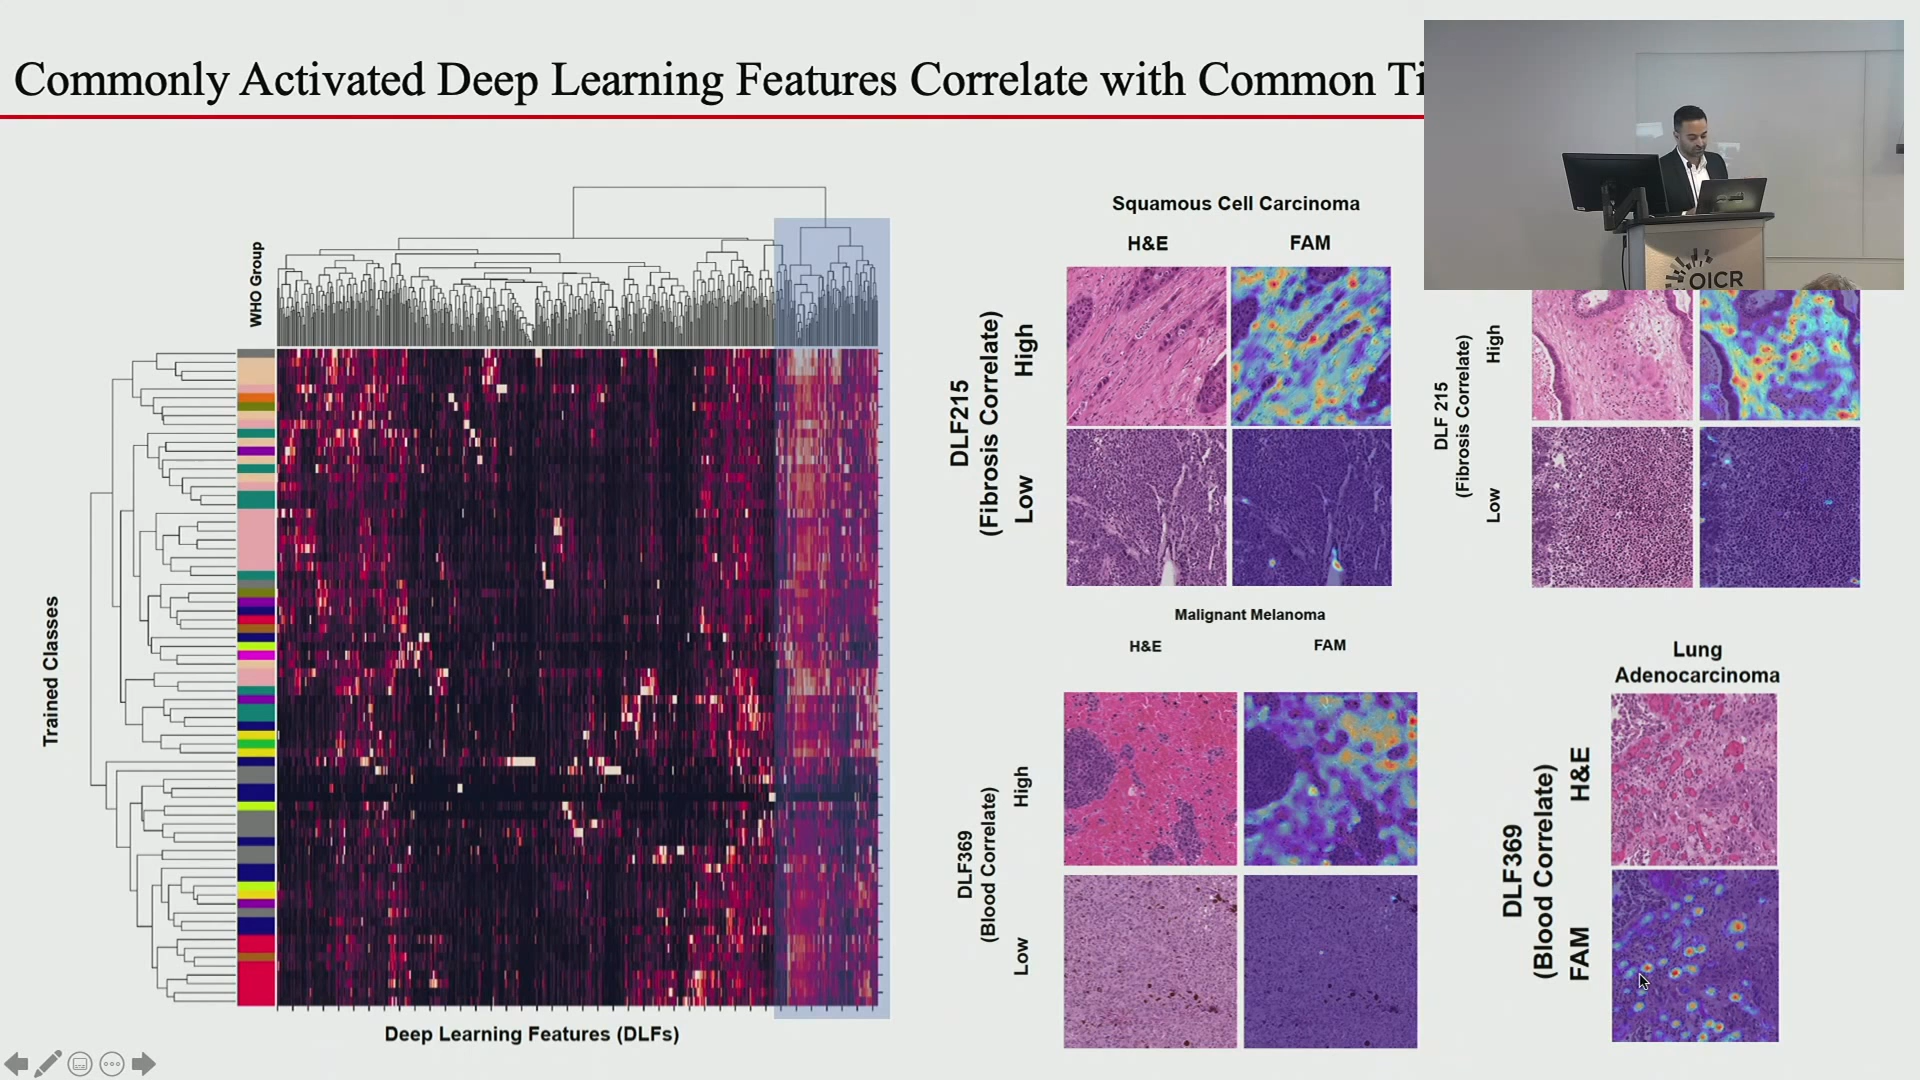 Commonly Activated Deep Learning Features Correlate with Common
OICR
WHO Group
Trained Classes
Deep Learning Features (DLFs)
Squamous Cell Carcinoma
H&E
FAM
DLF215
(Fibrosis Correlate)
High
Low
DLF 215
(Fibrosis Correlate)
High
Low
Malignant Melanoma
H&E
FAM
DLF369
(Blood Correlate)
High
Low
Lung
Adenocarcinoma
DLF369
(Blood Correlate)
H&E
FAM